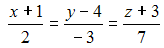 (x + 1)/2 = (y − 4)/(−3) = (z + 3)/7